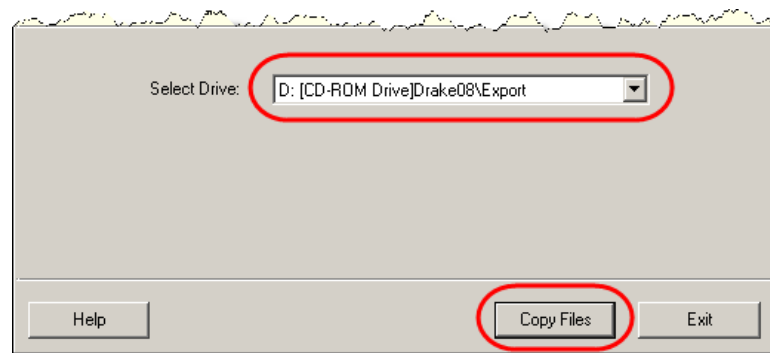 Select Drive: D: [CD-ROM Drive]Drake08\Export
Help Copy Files Exit